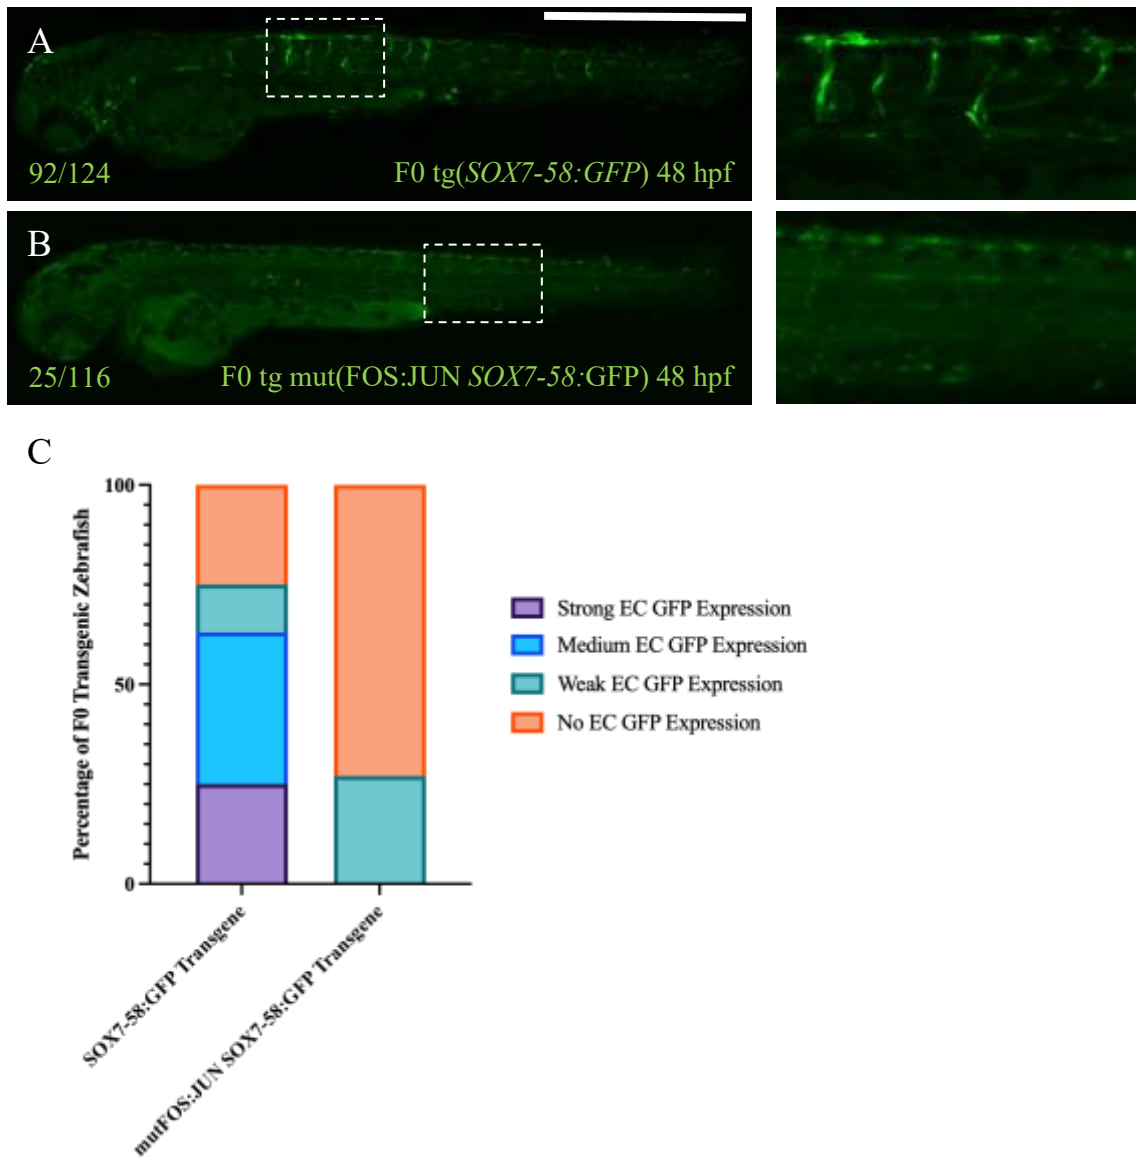 A
92/124
F0 tg(SOX7-58:GFP) 48 hpf
B
25/116
F0 tg mut(FOS:JUN SOX7-58:GFP) 48 hpf
C
Percentage of F0 Transgenic Zebrafish
100
50
0
SOX7-58:GFP Transgene
mutFOS:JUN SOX7-58:GFP Transgene
Strong EC GFP Expression
Medium EC GFP Expression
Weak EC GFP Expression
No EC GFP Expression